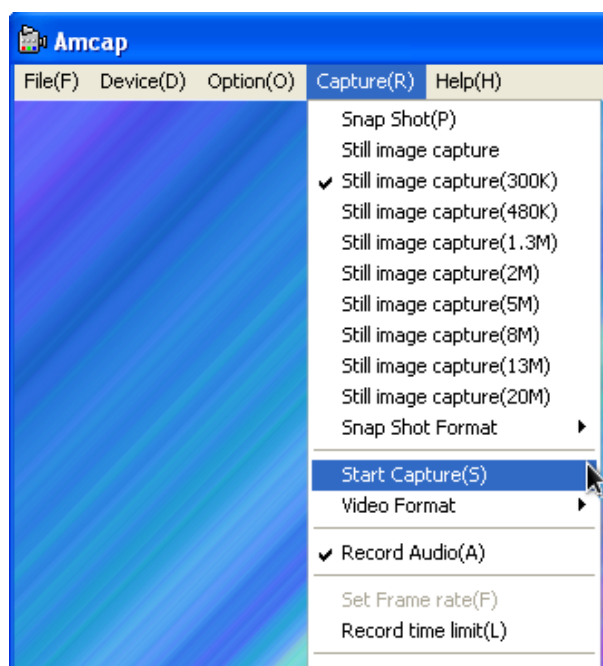 Amcap
File(F) Device(D) Option(O) Capture(R) Help(H)
Snap Shot(P)
Still image capture
Still image capture(300K)
Still image capture(480K)
Still image capture(1.3M)
Still image capture(2M)
Still image capture(5M)
Still image capture(8M)
Still image capture(13M)
Still image capture(20M)
Snap Shot Format
Start Capture(S)
Video Format
Record Audio(A)
Set Frame rate(F)
Record time limit(L)